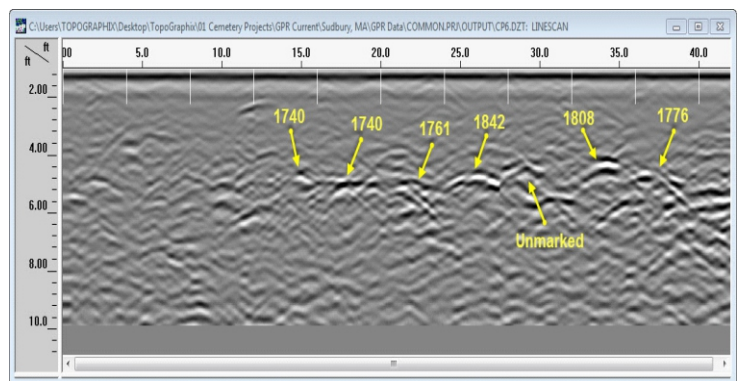 C:\Users\TOPOGRAPHIX\Desktop\TopoGraphix\01 Cemetery Projects\GPR Current\Sudbury, MA\GPR Data\COMMON.PRJ\OUTPUT\CP6.DZT: LINESCAN
ft
ft
00 5.0 10.0 15.0 20.0 25.0 30.0 35.0 40.0
2.00
1740 1740 1761 1842 1808 1776
4.00
6.00
Unmarked
8.00
10.0